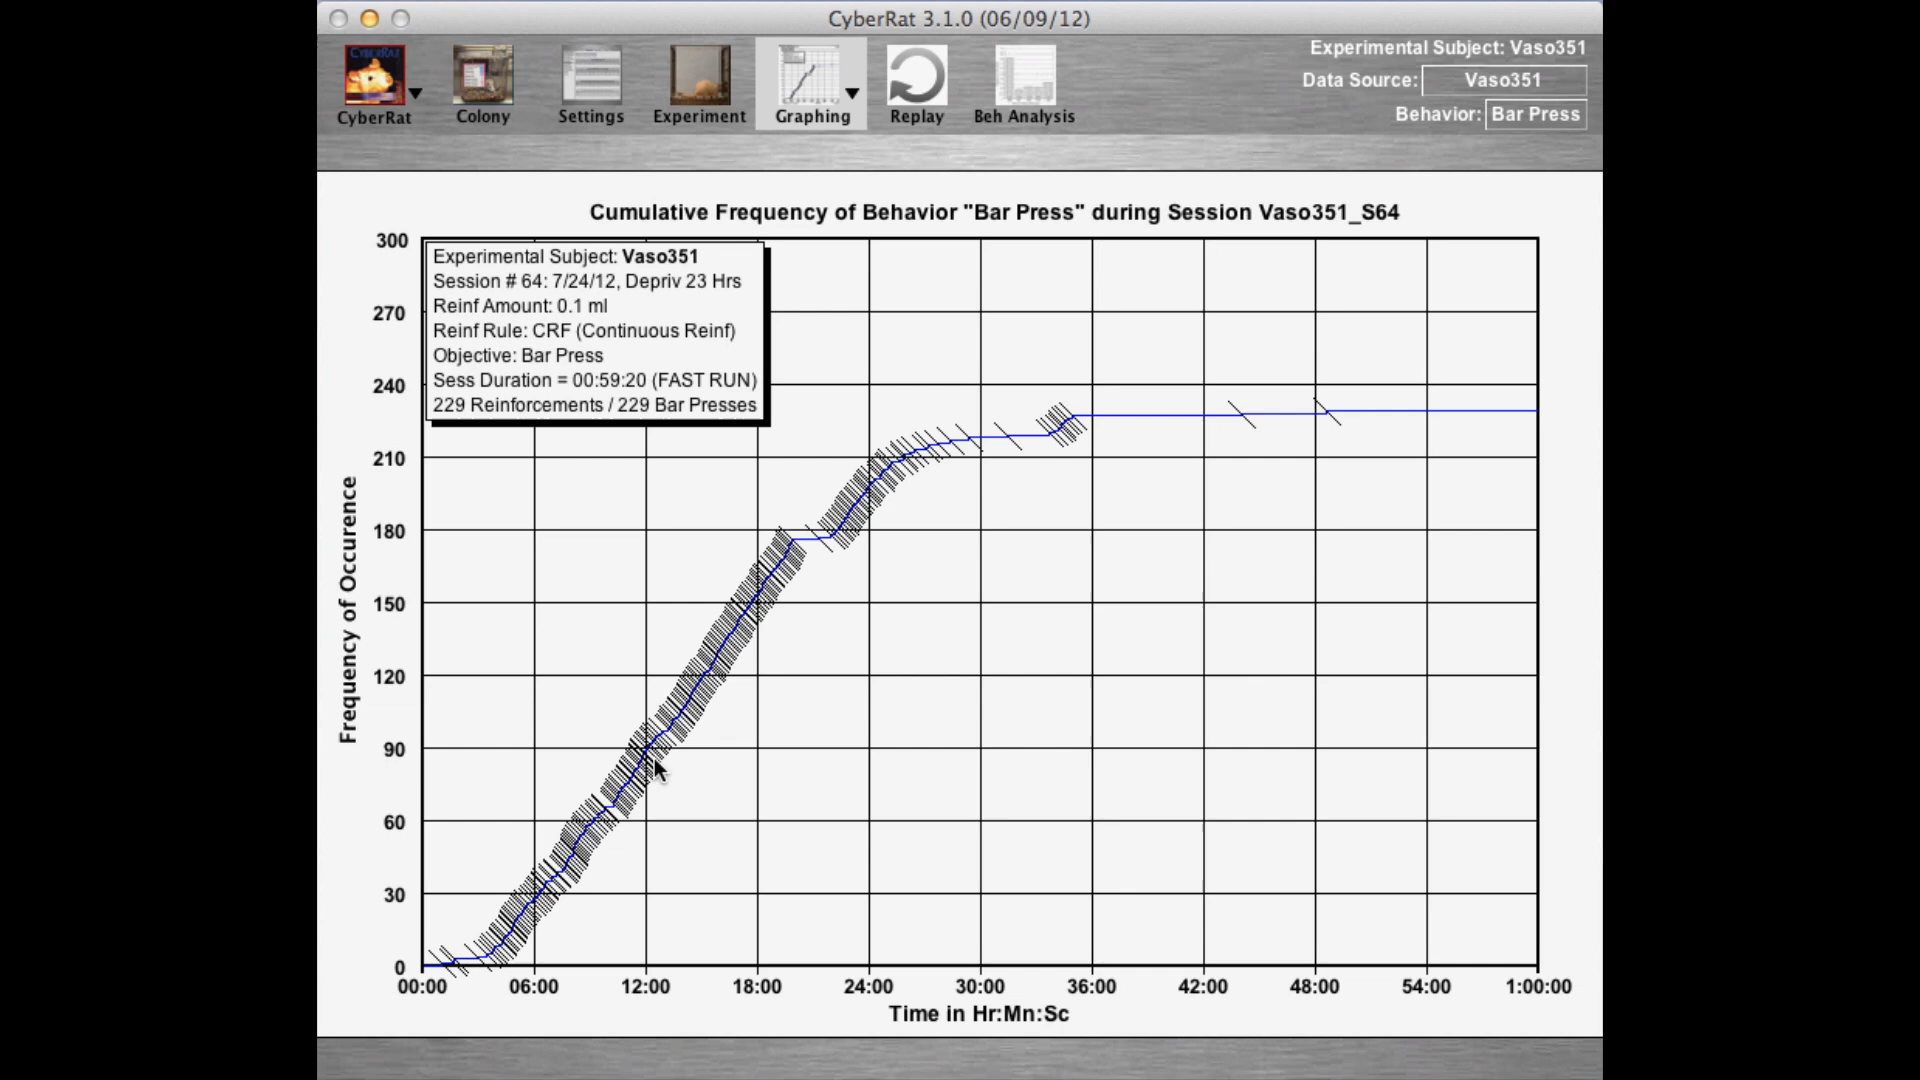 CyberRat 3.1.0 (06/09/12)
CYBERRAT
CyberRat
Colony
Settings
Experiment
Graphing
Replay
Beh Analysis
Experimental Subject: Vaso351
Data Source: Vaso351
Behavior: Bar Press
Cumulative Frequency of Behavior "Bar Press" during Session Vaso351_S64
Experimental Subject: Vaso351
Session # 64: 7/24/12, Depriv 23 Hrs
Reinf Amount: 0.1 ml
Reinf Rule: CRF (Continuous Reinf)
Objective: Bar Press
Sess Duration = 00:59:20 (FAST RUN)
229 Reinforcements / 229 Bar Presses
Frequency of Occurence
300
270
240
210
180
150
120
90
60
30
0
00:00 06:00 12:00 18:00 24:00 30:00 36:00 42:00 48:00 54:00 1:00:00
Time in Hr:Mn:Sc